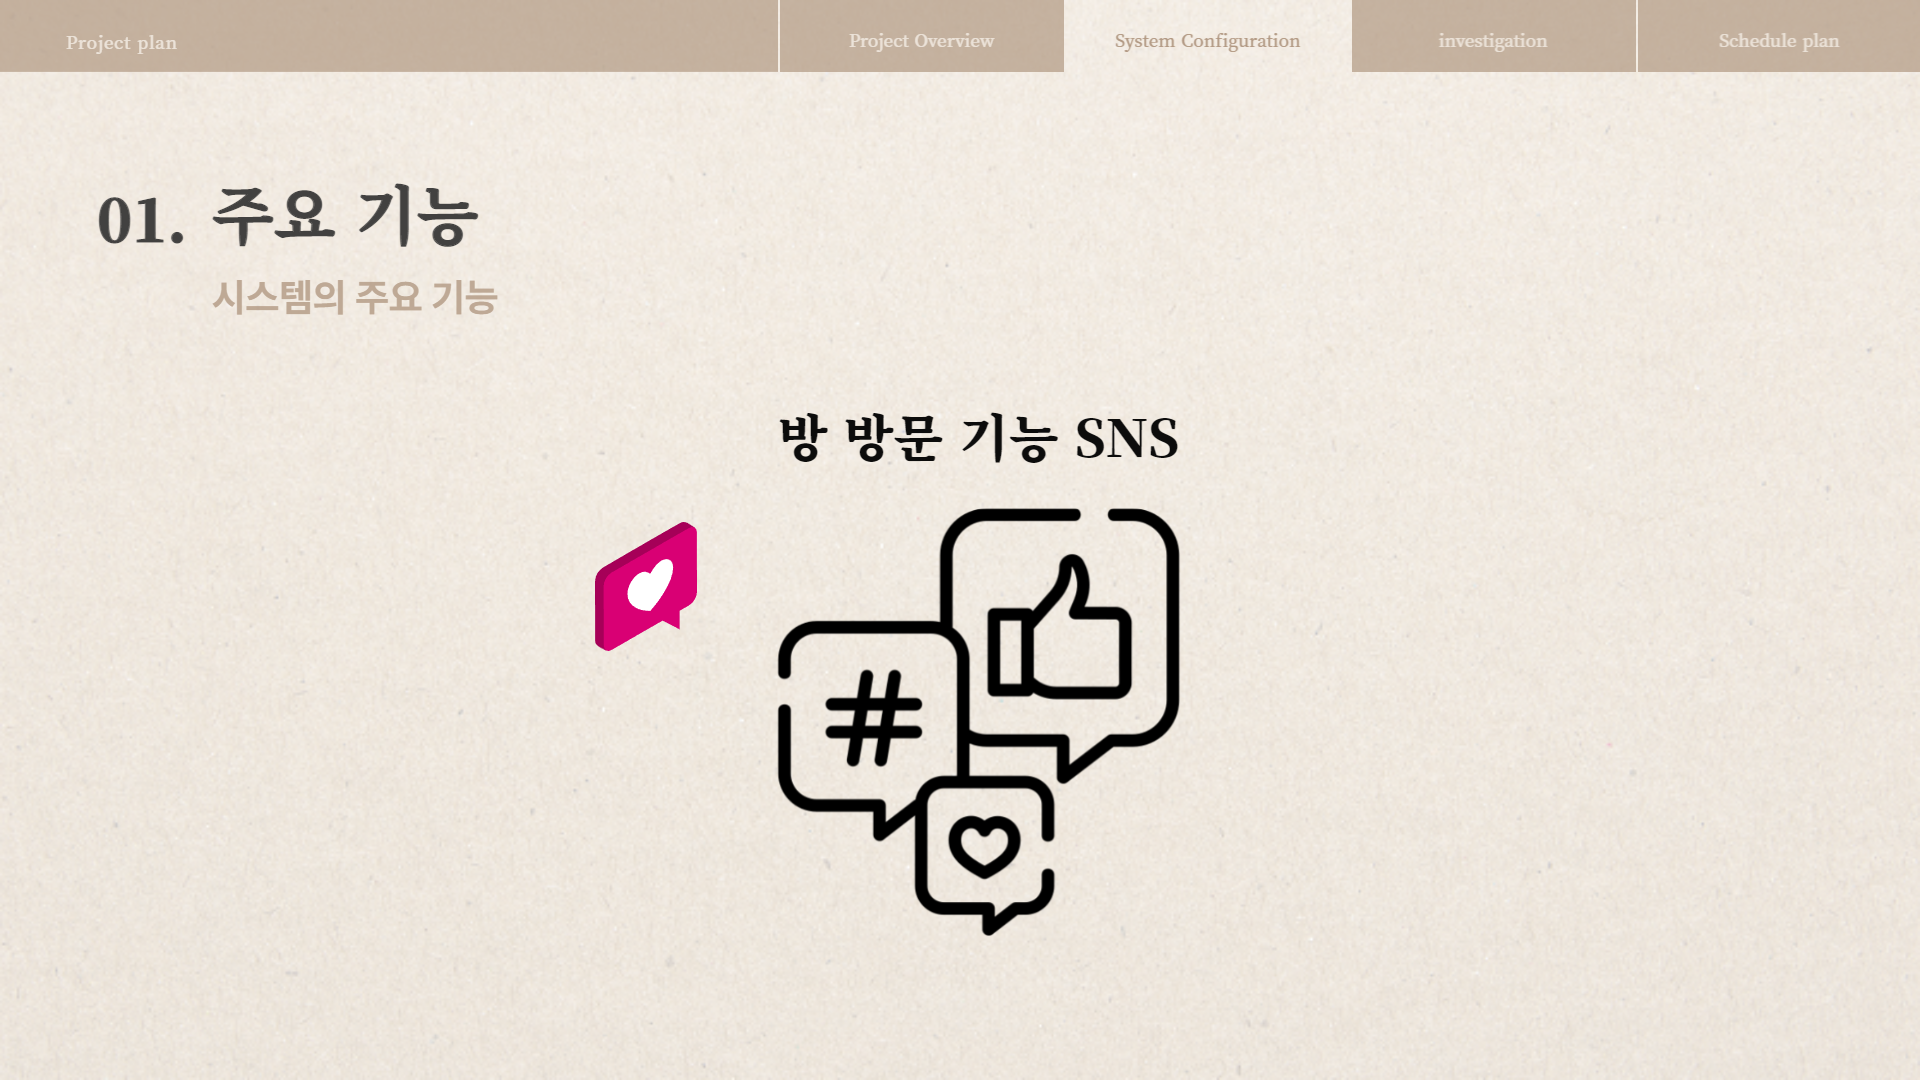 Project plan
Project Overview
System Configuration
investigation
Schedule plan
01. 주요 기능
시스템의 주요 기능
방 방문 기능 SNS
#